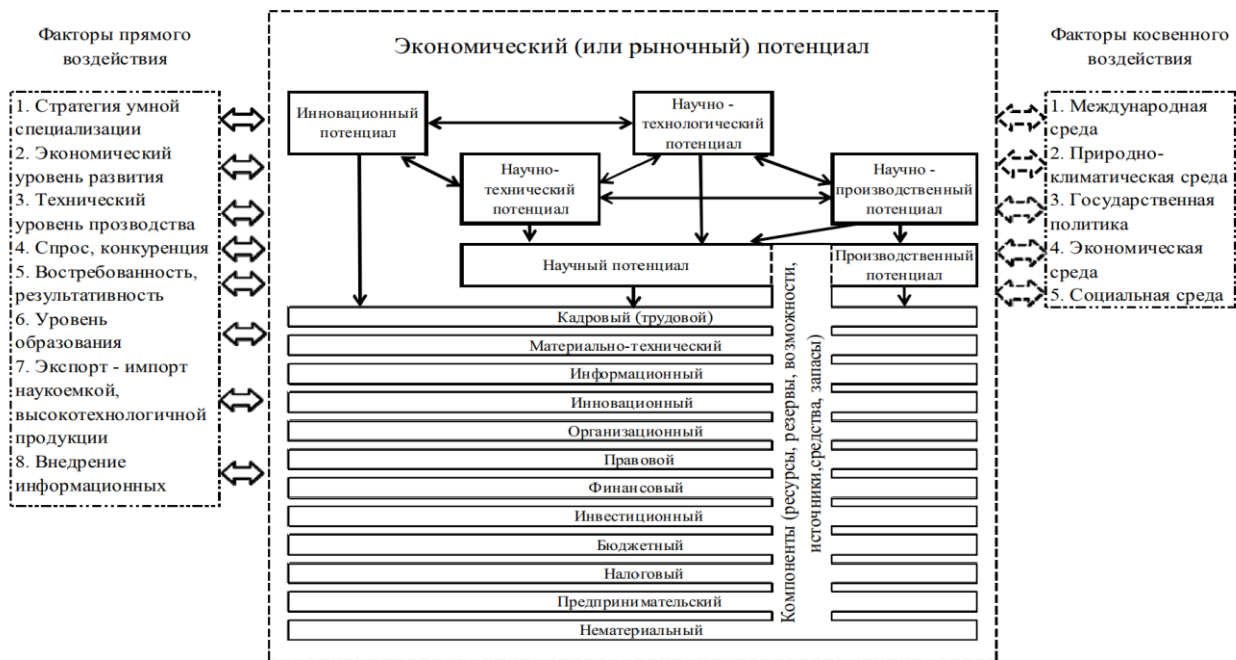 Факторы прямого
воздействия
1. Стратегия умной
специализации
2. Экономический
уровень развития
3. Технический
уровень прозводства
4. Спрос, конкуренция
5. Востребованность,
результативность
6. Уровень
образования
7. Экспорт - импорт
наукоемкой,
высокотехнологичной
продукции
8. Внедрение
информационных
Экономический (или рыночный) потенциал
Инновационный
потенциал
Научно -
технологический
потенциал
Научно-
технический
потенциал
Научно -
производственный
потенциал
Научный потенциал
Производственный
потенциал
Кадровый (трудовой)
Материально-технический
Информационный
Инновационный
Организационный
Правовой
Финансовый
Инвестиционный
Бюджетный
Налоговый
Предпринимательский
Нематериальный
Компоненты (ресурсы, резервы, возможности,
источники,средства, запасы)
Факторы косвенного
воздействия
1. Международная
среда
2. Природно-
климатическая среда
3. Государственная
политика
4. Экономическая
среда
5. Социальная среда